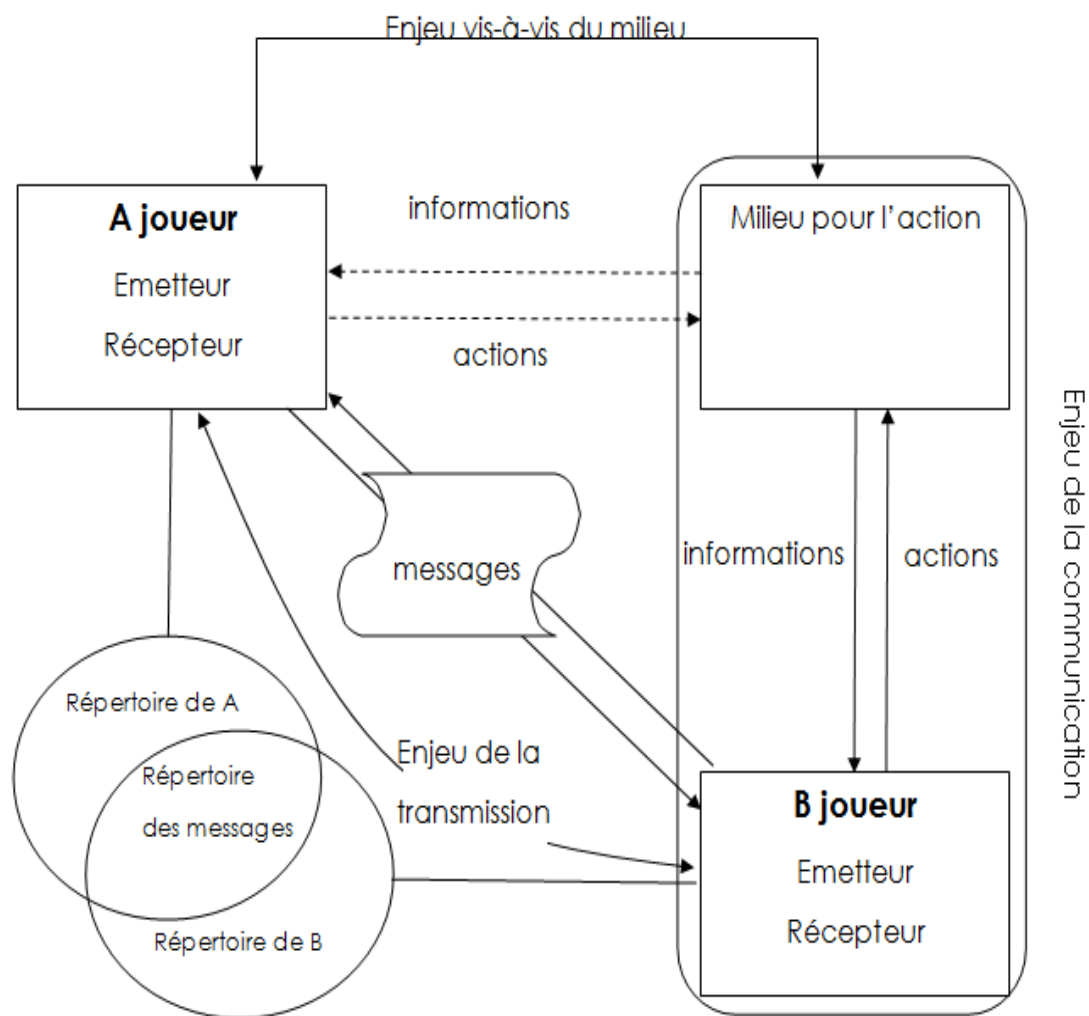 Enjeu vis-à-vis du milieu
A joueur
Emetteur
Récepteur
informations
actions
Milieu pour l'action
messages
informations
actions
Enjeu de la communication
Répertoire de A
Répertoire
des messages
Répertoire de B
Enjeu de la
transmission
B joueur
Emetteur
Récepteur